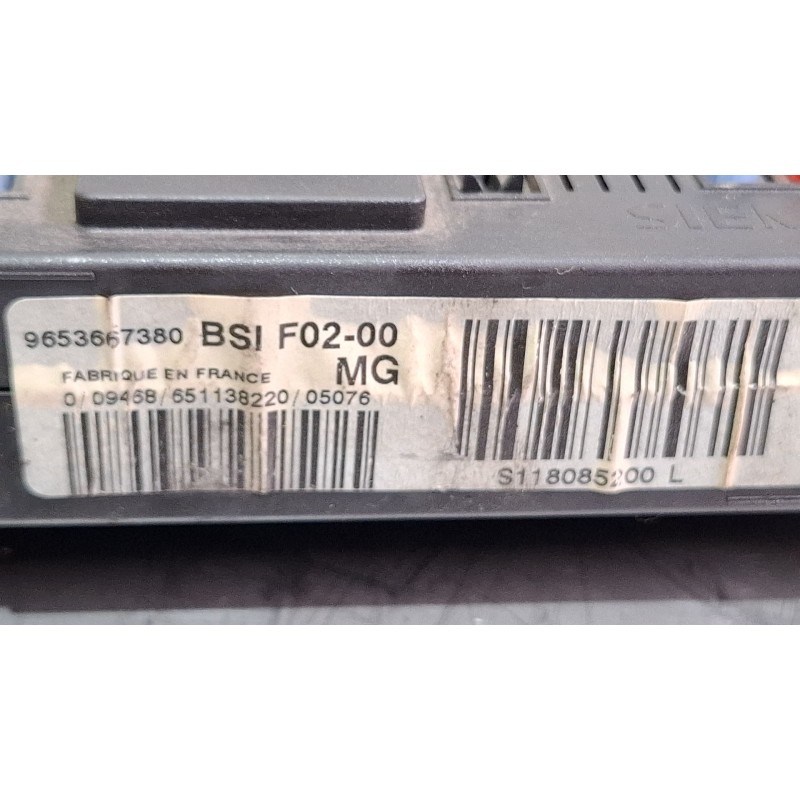 9653667380 BSI F02-00
FABRIQUE EN FRANCE MG
0/09468/651138220/05076
S118085200 L